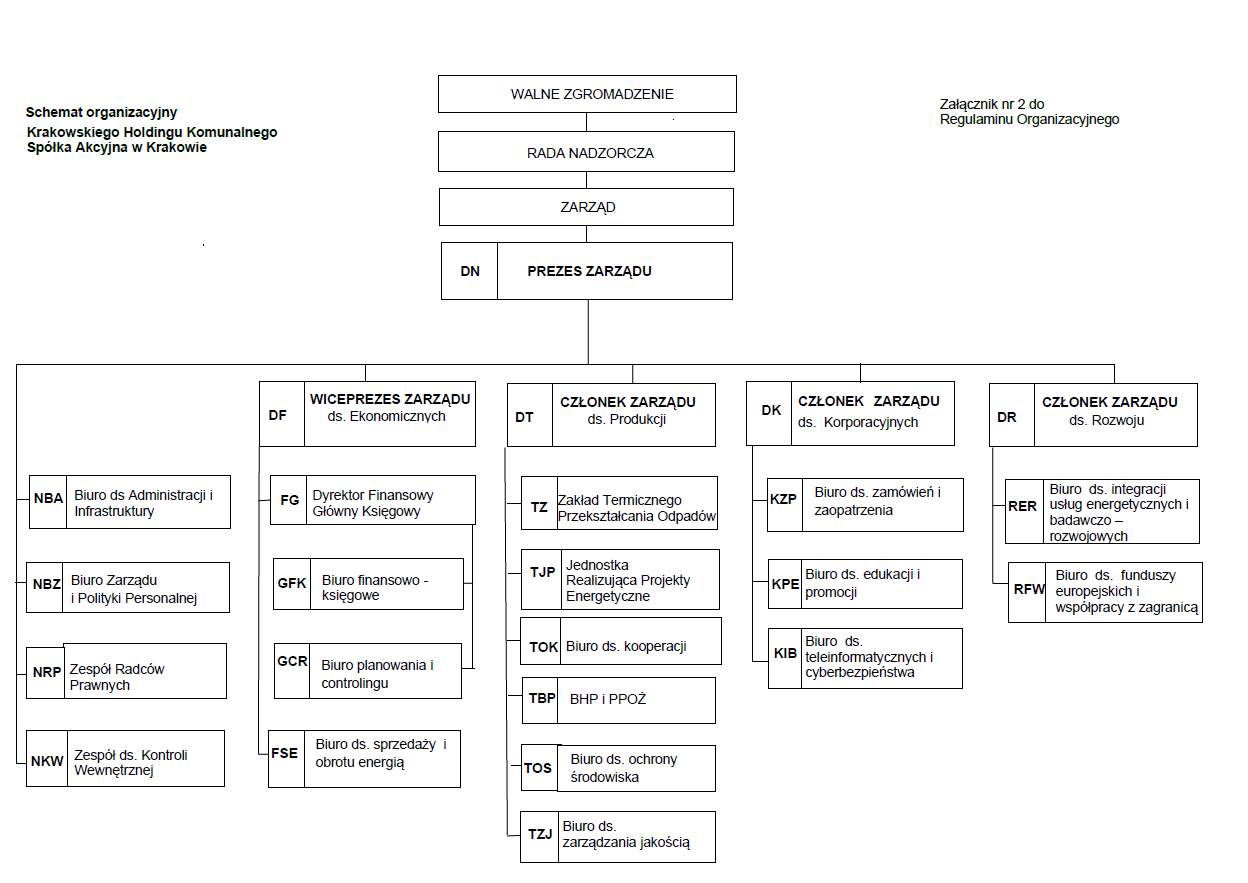 Schemat organizacyjny
Krakowskiego Holdingu Komunalnego
Spółka Akcyjna w Krakowie
Załącznik nr 2 do
Regulaminu Organizacyjnego
WALNE ZGROMADZENIE
RADA NADZORCZA
ZARZĄD
DN PREZES ZARZĄDU
DF
WICEPREZES ZARZĄDU
ds. Ekonomicznych
DT
CZŁONEK ZARZĄDU
ds. Produkcji
DK
CZŁONEK ZARZĄDU
ds. Korporacyjnych
DR
CZŁONEK ZARZĄDU
ds. Rozwoju
NBA
Biuro ds Administracji i
Infrastruktury
NBZ
Biuro Zarządu
i Polityki Personalnej
NRP
Zespół Radców
Prawnych
NKW
Zespół ds. Kontroli
Wewnętrznej
FG
Dyrektor Finansowy
Główny Księgowy
GFK
Biuro finansowo -
księgowe
GCR
Biuro planowania i
controlingu
FSE
Biuro ds. sprzedaży i
obrotu energią
TZ
Zakład Termicznego
Przekształcania Odpadów
TJP
Jednostka
Realizująca Projekty
Energetyczne
TOK
Biuro ds. kooperacji
TBP
BHP i PPOŻ
TOS
Biuro ds. ochrony
środowiska
TZJ
Biuro ds.
zarządzania jakością
KZP
Biuro ds. zamówień i
zaopatrzenia
KPE
Biuro ds. edukacji i
promocji
KIB
Biuro ds.
teleinformatycznych i
cyberbezpieństwa
RER
Biuro ds. integracji
usług energetycznych i
badawczo –
rozwojowych
RFW
Biuro ds. funduszy
europejskich i
współpracy z zagranicą